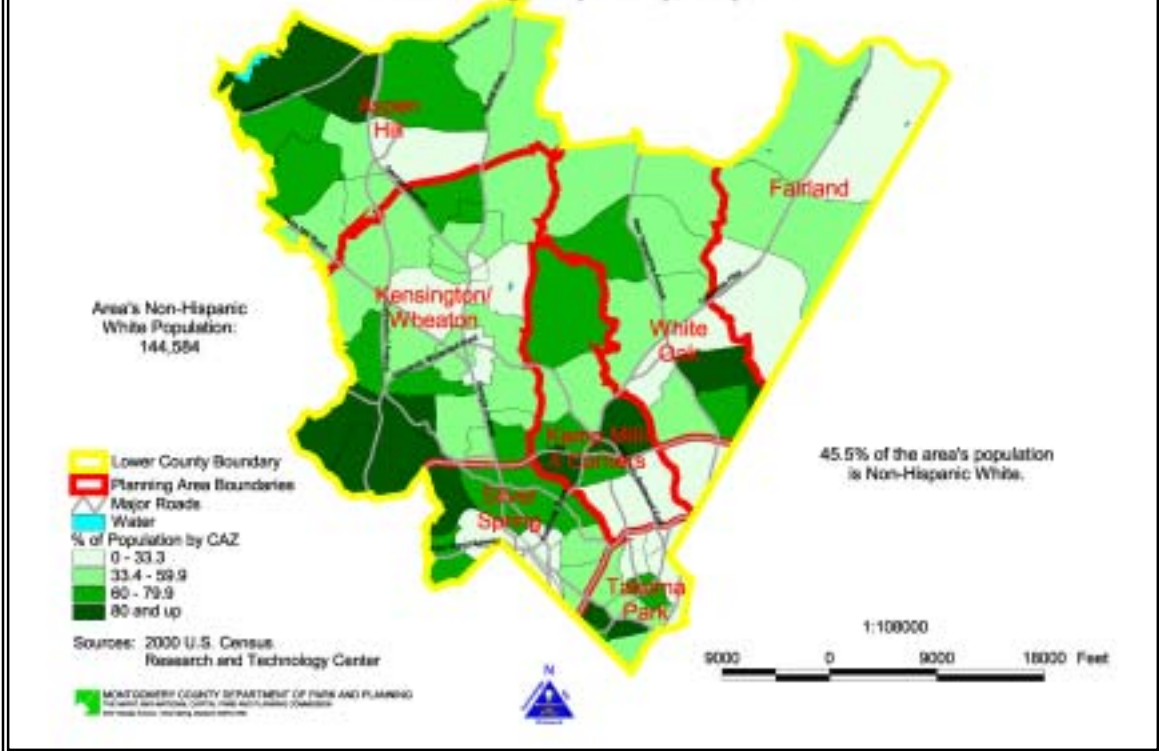 Aspen
Hill
Fairland
Kensington/
Wheaton
White
Oak
Area's Non-Hispanic
White Population:
144,584
Kemp Mill/
4 Corners
Silver
Spring
Takoma
Park
45.5% of the area's population
is Non-Hispanic White.
Lower County Boundary
Planning Area Boundaries
Major Roads
Water
% of Population by CAZ
0 - 33.3
33.4 - 59.9
60 - 79.9
80 and up
Sources: 2000 U.S. Census
Research and Technology Center
MONTGOMERY COUNTY DEPARTMENT OF PARK AND PLANNING
N
1:108000
9000 0 9000 18000 Feet